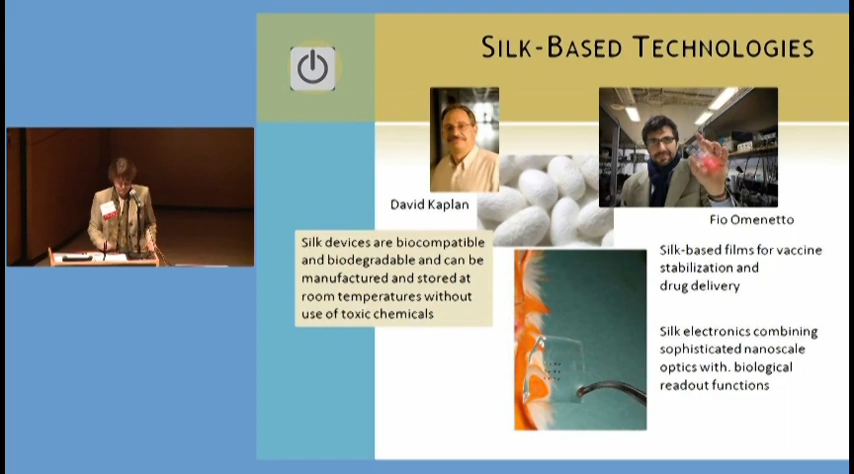 SILK-BASED TECHNOLOGIES
David Kaplan
Fio Omenetto
Silk devices are biocompatible
and biodegradable and can be
manufactured and stored at
room temperatures without
use of toxic chemicals
Silk-based films for vaccine
stabilization and
drug delivery
Silk electronics combining
sophisticated nanoscale
optics with. biological
readout functions